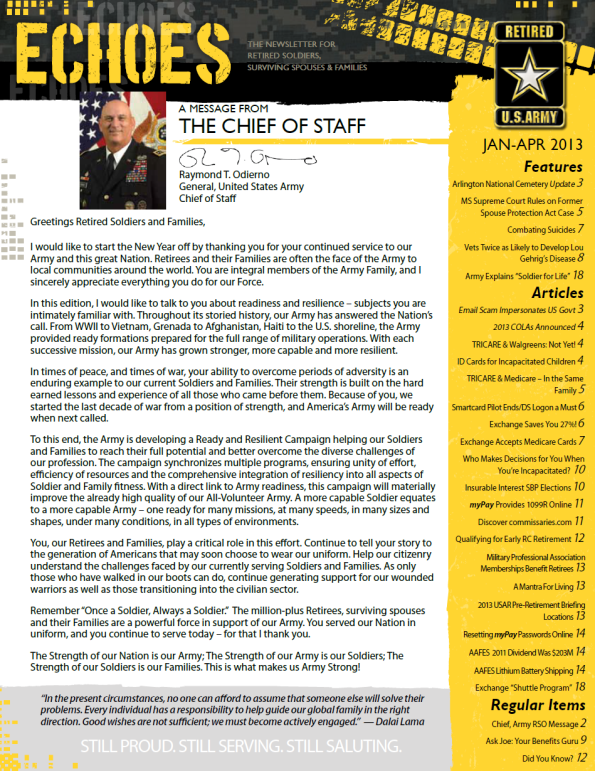 ECHOES
THE NEWSLETTER FOR
RETIRED SOLDIERS,
SURVIVING SPOUSES & FAMILIES
RETIRED
U.S.ARMY
A MESSAGE FROM
THE CHIEF OF STAFF
Raymond T. Odierno
General, United States Army
Chief of Staff
Greetings Retired Soldiers and Families,
I would like to start the New Year off by thanking you for your continued service to our
Army and this great Nation. Retirees and their Families are often the face of the Army to
local communities around the world. You are integral members of the Army Family, and I
sincerely appreciate everything you do for our Force.
In this edition, I would like to talk to you about readiness and resilience – subjects you are
intimately familiar with. Throughout its storied history, our Army has answered the Nation's
call. From WWII to Vietnam, Grenada to Afghanistan, Haiti to the U.S. shoreline, the Army
provided ready formations prepared for the full range of military operations. With each
successive mission, our Army has grown stronger, more capable and more resilient.
In times of peace, and times of war, your ability to overcome periods of adversity is an
enduring example to our current Soldiers and Families. Their strength is built on the hard
earned lessons and experience of all those who came before them. Because of you, we
started the last decade of war from a position of strength, and America's Army will be ready
when next called.
To this end, the Army is developing a Ready and Resilient Campaign helping our Soldiers
and Families to reach their full potential and better overcome the diverse challenges of
our profession. The campaign synchronizes multiple programs, ensuring unity of effort,
efficiency of resources and the comprehensive integration of resiliency into all aspects of
Soldier and Family fitness. With a direct link to Army readiness, this campaign will materially
improve the already high quality of our All-Volunteer Army. A more capable Soldier equates
to a more capable Army – one ready for many missions, at many speeds, in many sizes and
shapes, under many conditions, in all types of environments.
You, our Retirees and Families, play a critical role in this effort. Continue to tell your story to
the generation of Americans that may soon choose to wear our uniform. Help our citizenry
understand the challenges faced by our currently serving Soldiers and Families. As only
those who have walked in our boots can do, continue generating support for our wounded
warriors as well as those transitioning into the civilian sector.
Remember "Once a Soldier, Always a Soldier." The million-plus Retirees, surviving spouses
and their Families are a powerful force in support of our Army. You served our Nation in
uniform, and you continue to serve today – for that I thank you.
The Strength of our Nation is our Army; The Strength of our Army is our Soldiers; The
Strength of our Soldiers is our Families. This is what makes us Army Strong!
"In the present circumstances, no one can afford to assume that someone else will solve their
problems. Every individual has a responsibility to help guide our global family in the right
direction. Good wishes are not sufficient; we must become actively engaged." — Dalai Lama
STILL PROUD. STILL SERVING. STILL SALUTING.
JAN-APR 2013
Features
Arlington National Cemetery Update 3
MS Supreme Court Rules on Former
Spouse Protection Act Case 5
Combating Suicides 7
Vets Twice as Likely to Develop Lou
Gehrig's Disease 8
Army Explains "Soldier for Life" 18
Articles
Email Scam Impersonates US Govt 3
2013 COLAs Announced 4
TRICARE & Walgreens: Not Yet! 4
ID Cards for Incapacitated Children 4
TRICARE & Medicare – In the Same
Family 5
Smartcard Pilot Ends/DS Logon a Must 6
Exchange Saves You 27%! 6
Exchange Accepts Medicare Cards 7
Who Makes Decisions for You When
You're Incapacitated? 10
Insurable Interest SBP Elections 10
myPay Provides 1099R Online 11
Discover commissaries.com 11
Qualifying for Early RC Retirement 12
Military Professional Association
Memberships Benefit Retirees 13
A Mantra For Living 13
2013 USAR Pre-Retirement Briefing
Locations 13
Resetting myPay Passwords Online 14
AAFES 2011 Dividend Was $203M 14
AAFES Lithium Battery Shipping 14
Exchange "Shuttle Program" 18
Regular Items
Chief, Army RSO Message 2
Ask Joe: Your Benefits Guru 9
Did You Know? 12